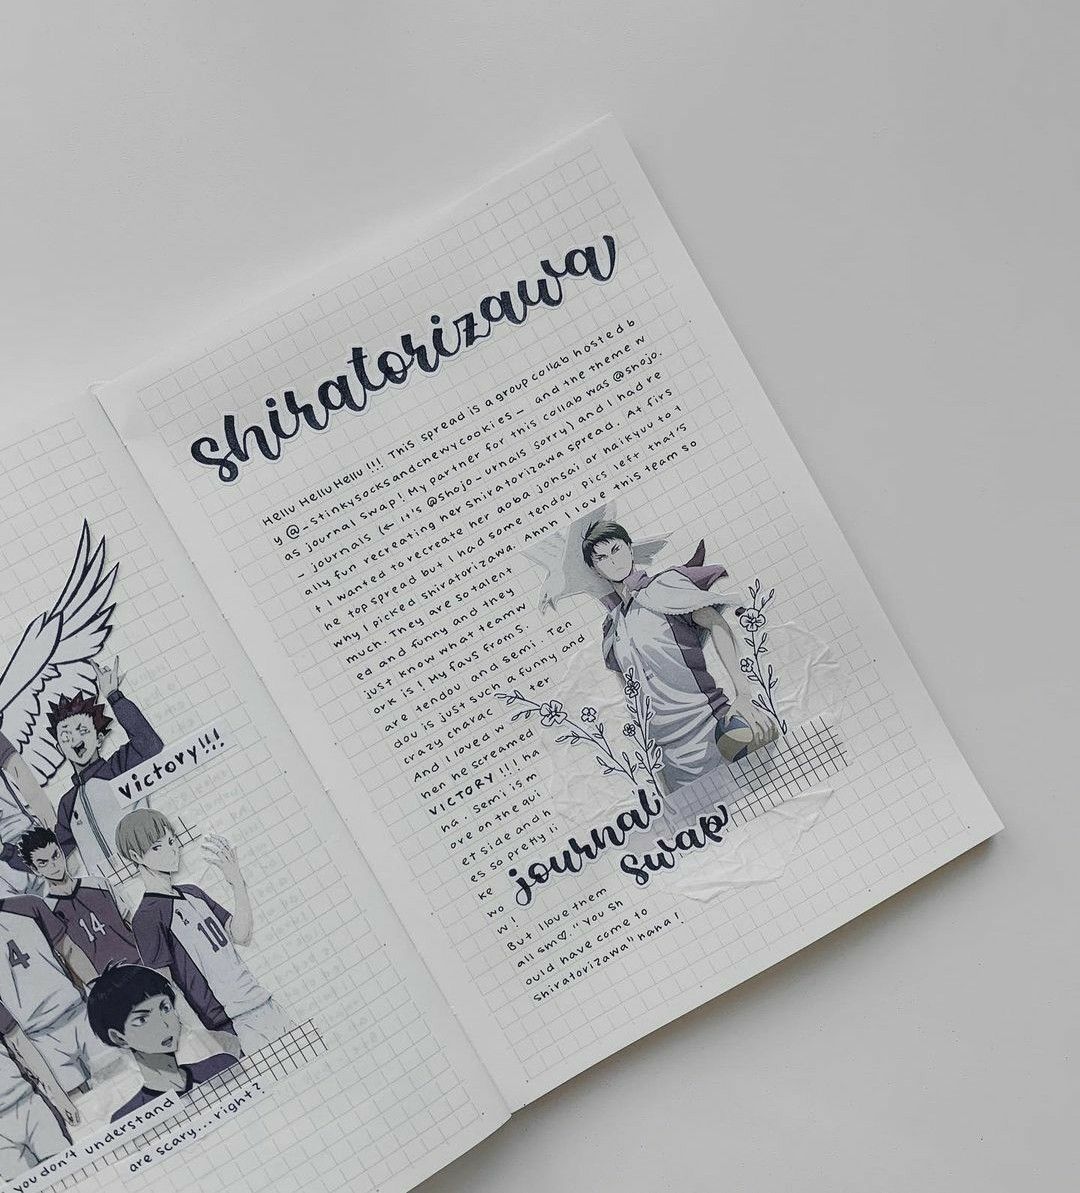 shiratorizawa
Hellu Hellu Hellu !!! This spread is a group collab hosted b
y @_stinkysocksandchewycookies_ and the theme w
as journal swap! My partner for this collab was @shojo.
_ journals (← it's @shojo_urnals sorry) and I had re
ally fun recreating her shiratorizawa spread. At firs
t I wanted to recreate her aoba johsai or haikyuu to t
he top spread but I had some tendou pics left that's
why I picked shiratorizawa. Ahhh I love this team so
much. They are so talent
ed and funny and they
just know what teamw
ork is! My favs from S.
are tendou and semi. Ten
dou is just such a funny and
crazy charac ter
And I loved w
hen he screamed
VICTORY !!! ha
ha. Semi is m
ore on the qui
et side and h
es so pretty li
ke
wo
w!
But I love them
all sm♡. "You Sh
ould have come to
Shiratorizawa" haha!
journal
swap
victory!!!
14
10
4
you don't understand
are scary... right?